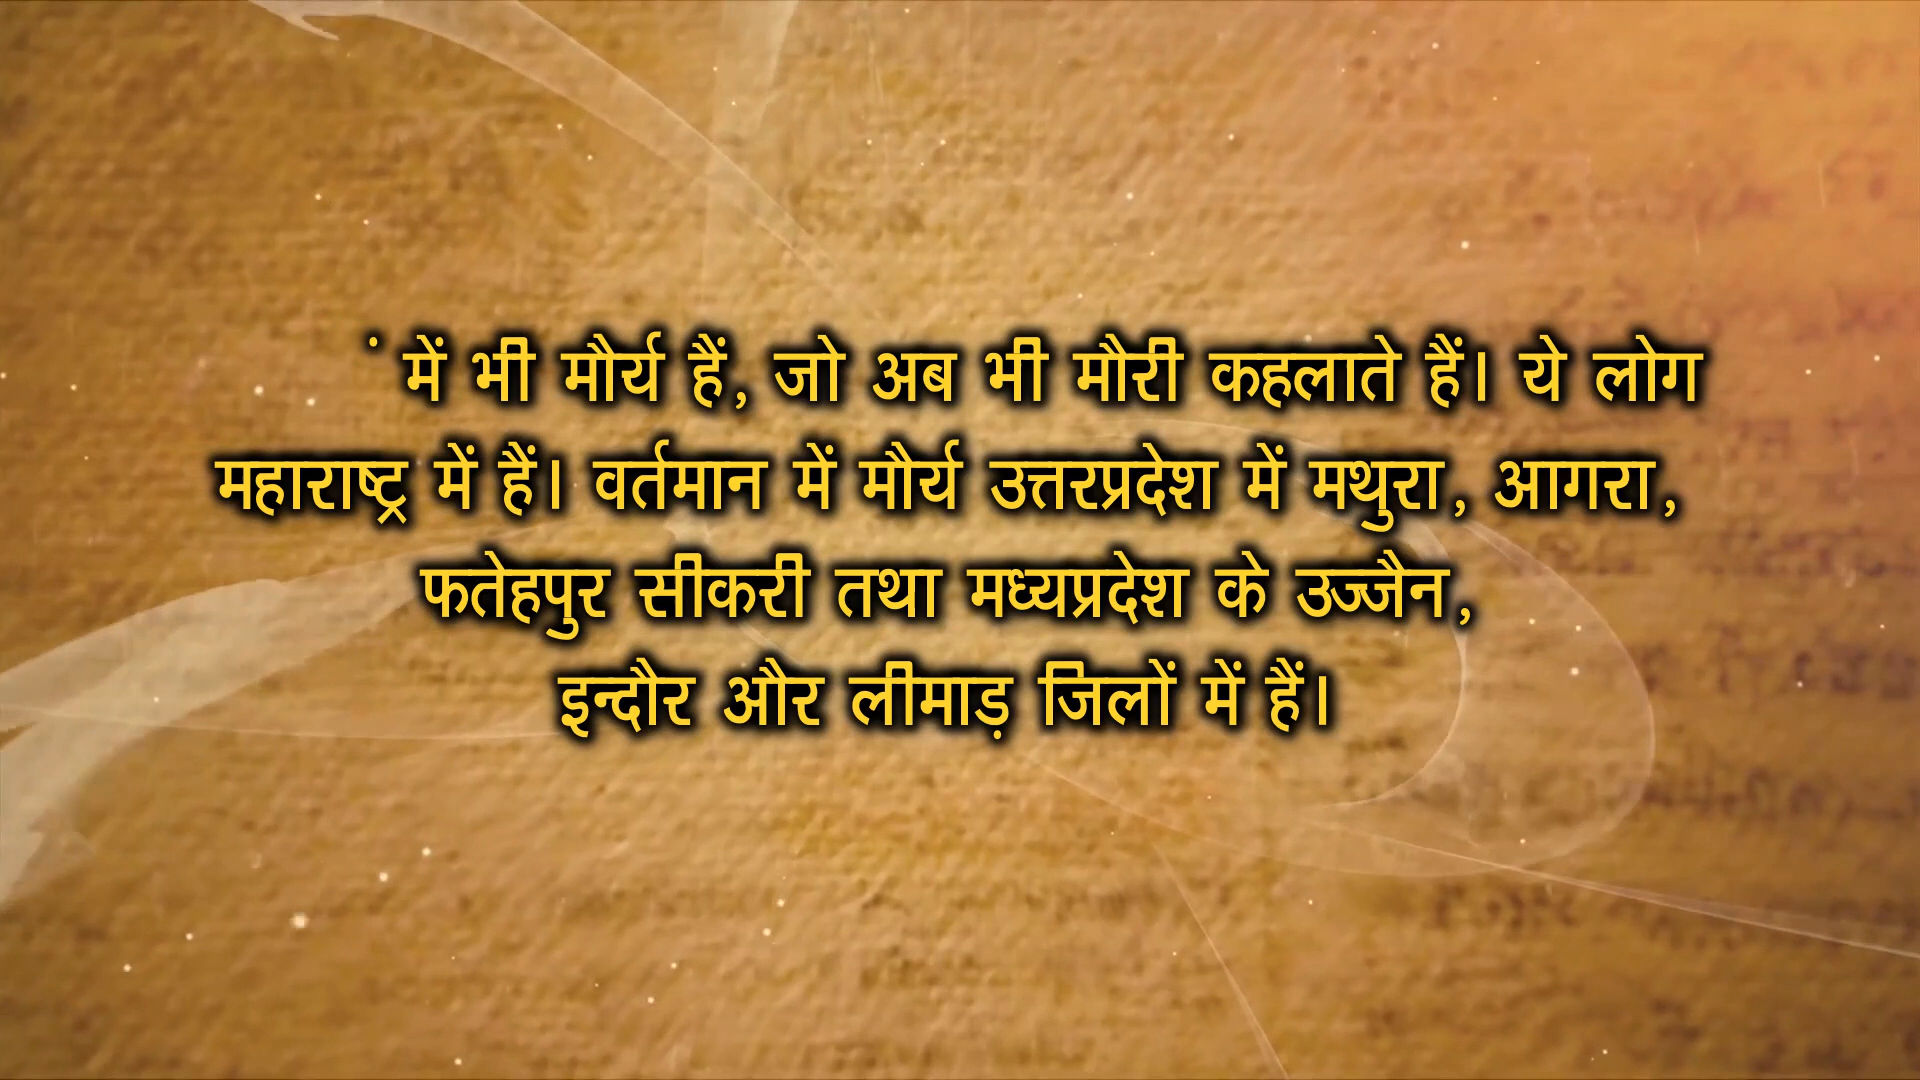 में भी मौर्य हैं, जो अब भी मौरी कहलाते हैं। ये लोग
महाराष्ट्र में हैं। वर्तमान में मौर्य उत्तरप्रदेश में मथुरा, आगरा,
फतेहपुर सीकरी तथा मध्यप्रदेश के उज्जैन,
इन्दौर और लीमाड़ जिलों में हैं।